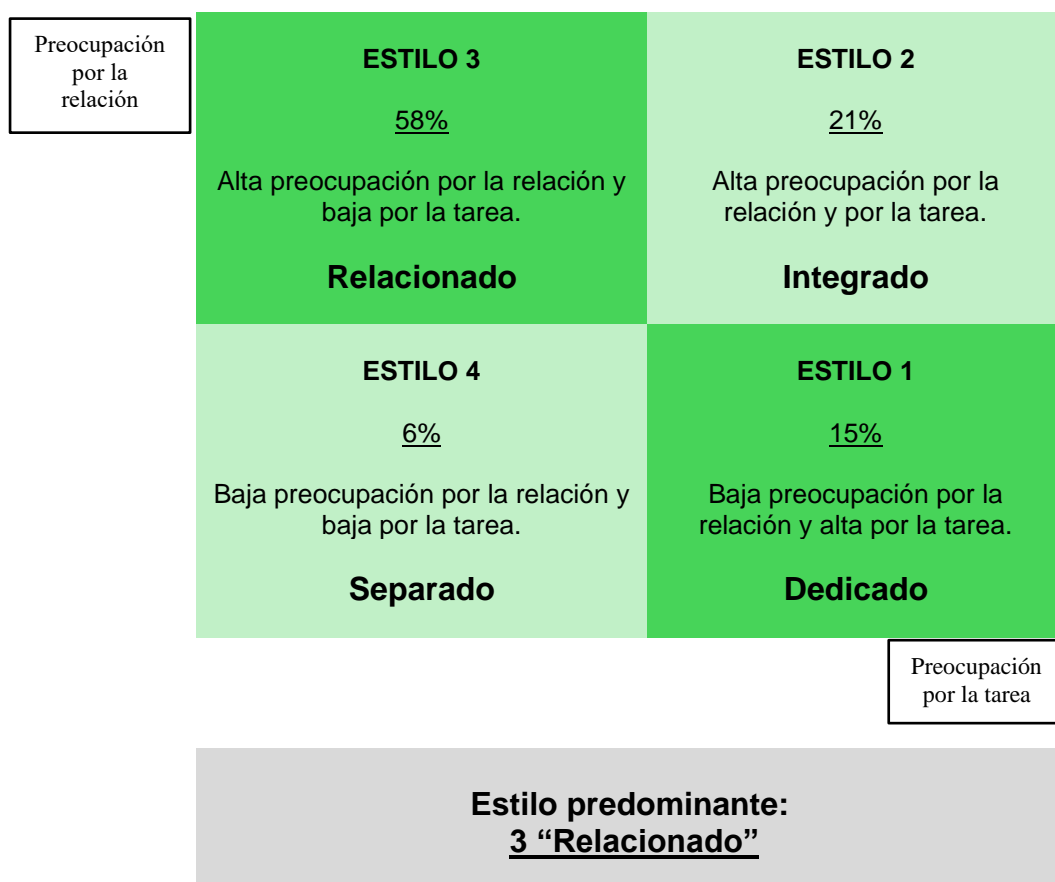 Preocupación
por la
relación
ESTILO 3
58%
Alta preocupación por la relación y
baja por la tarea.
Relacionado
ESTILO 2
21%
Alta preocupación por la
relación y por la tarea.
Integrado
ESTILO 4
6%
Baja preocupación por la relación y
baja por la tarea.
Separado
ESTILO 1
15%
Baja preocupación por la
relación y alta por la tarea.
Dedicado
Preocupación
por la tarea
Estilo predominante:
3 “Relacionado”